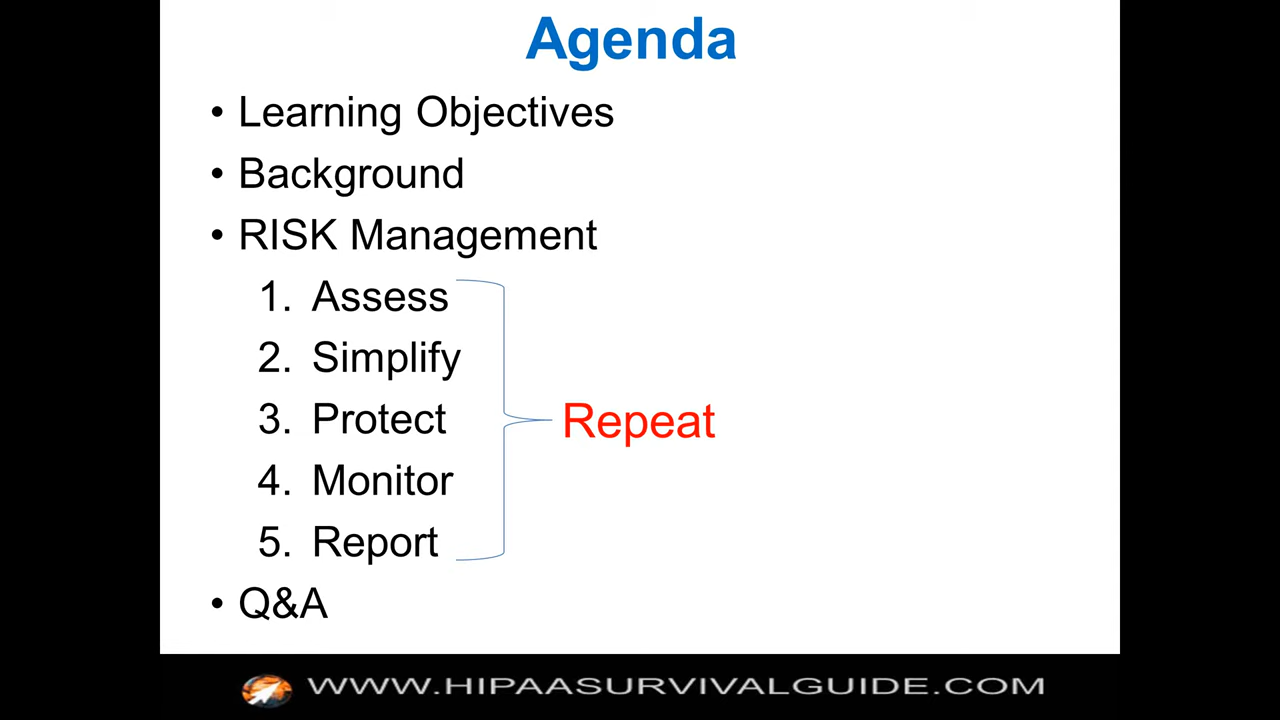 Agenda
• Learning Objectives
• Background
• RISK Management
1. Assess
2. Simplify
3. Protect
Repeat
4. Monitor
5. Report
• Q&A
WWW.HIPAASURVIVALGUIDE.COM